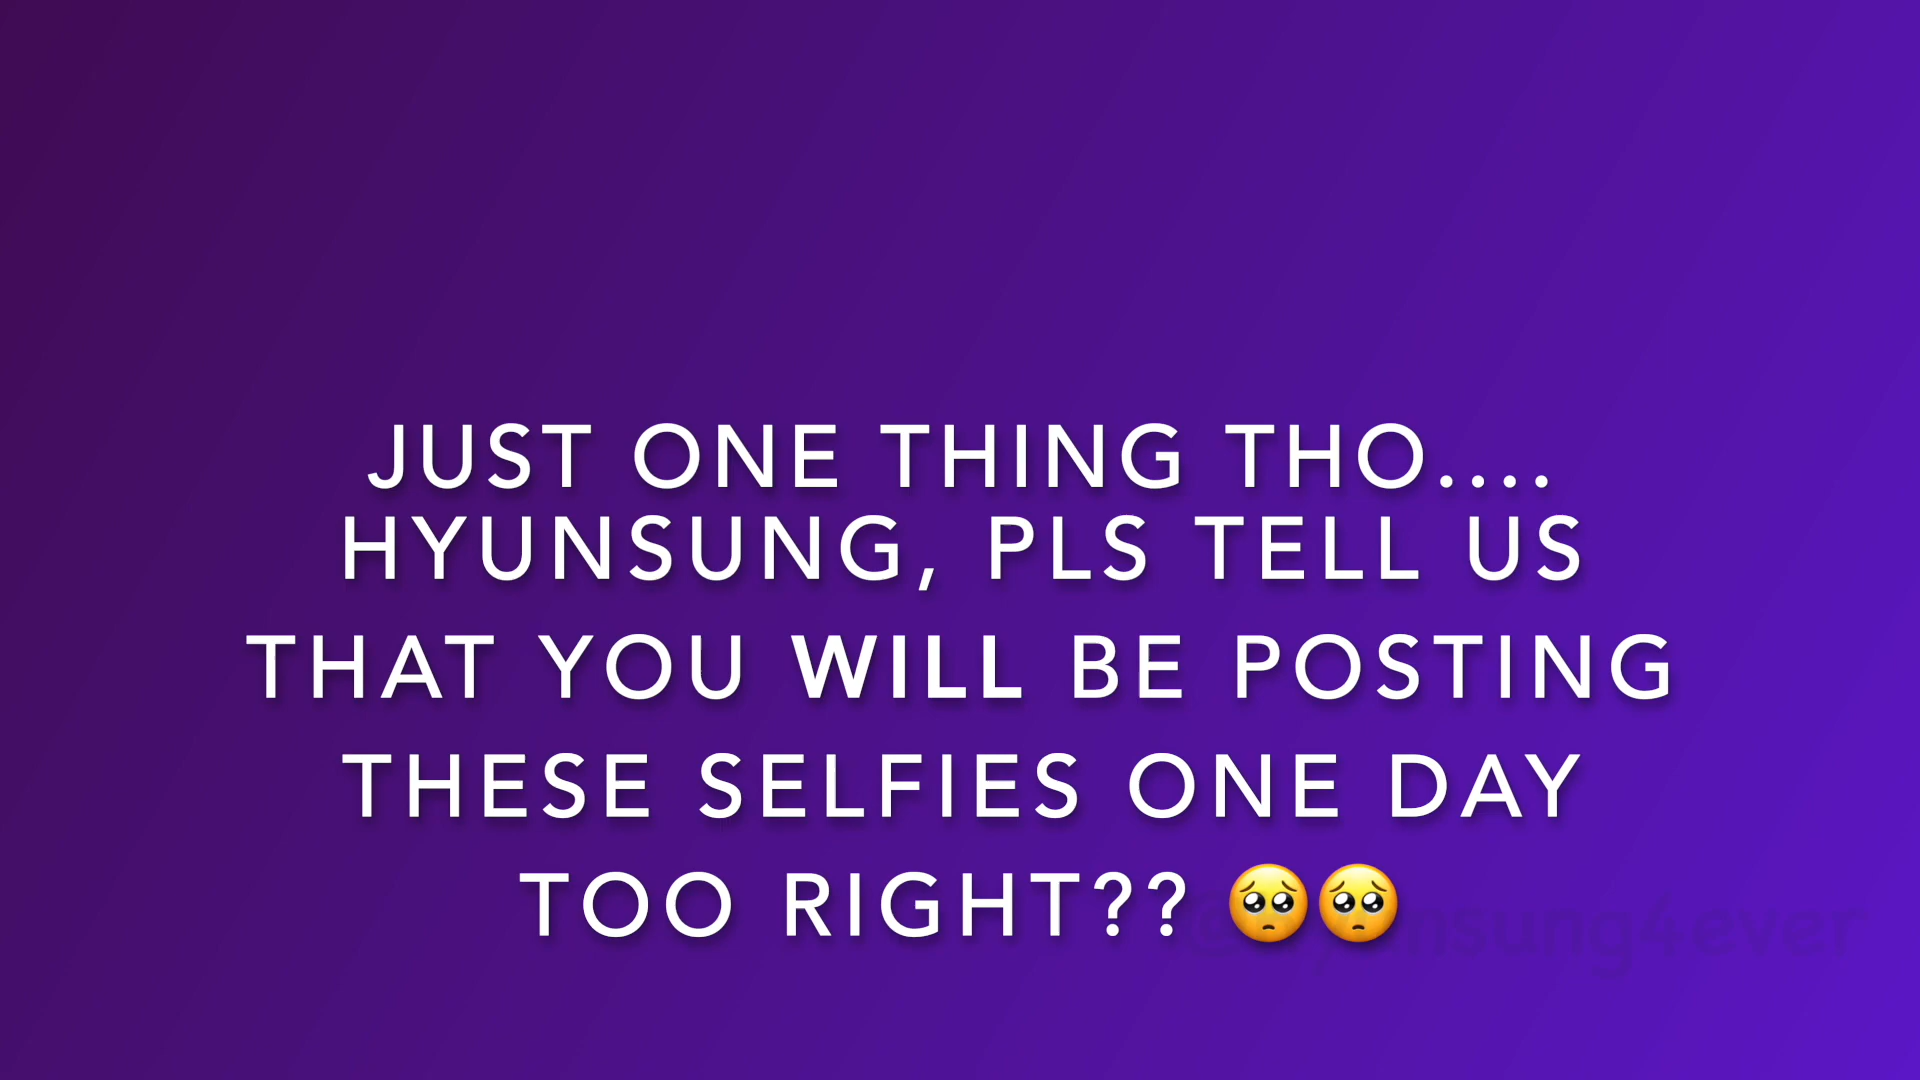 JUST ONE THING THO....
HYUNSUNG, PLS TELL US
THAT YOU WILL BE POSTING
THESE SELFIES ONE DAY
TOO RIGHT?? 🥺🥺